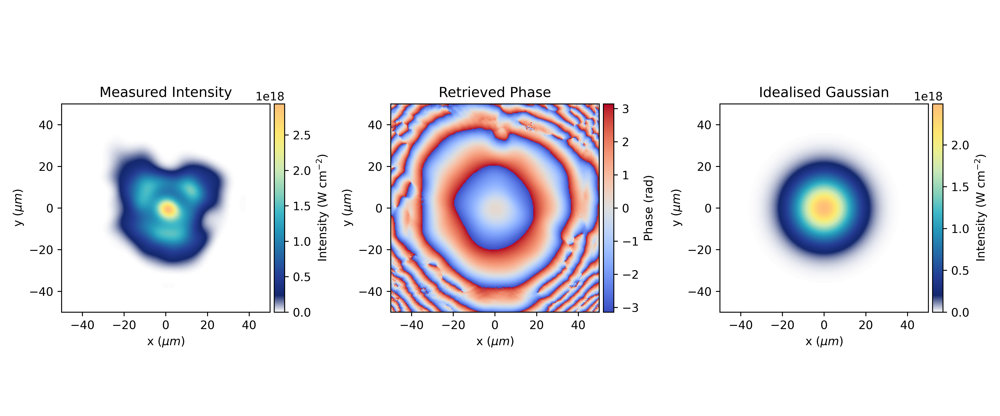 Measured Intensity
1e18
40
20
0
−20
−40
−40 −20 0 20 40
x (μm)
y (μm)
2.5
2.0
1.5
1.0
0.5
0.0
Intensity (W cm⁻²)
Retrieved Phase
40
20
0
−20
−40
−40 −20 0 20 40
x (μm)
y (μm)
3
2
1
0
−1
−2
−3
Phase (rad)
Idealised Gaussian
1e18
40
20
0
−20
−40
−40 −20 0 20 40
x (μm)
y (μm)
2.0
1.5
1.0
0.5
0.0
Intensity (W cm⁻²)